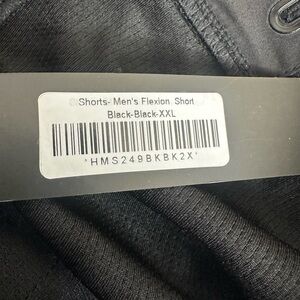 Shorts- Men's Flexion Short
Black-Black-XXL
*HMS249BKBK2X*